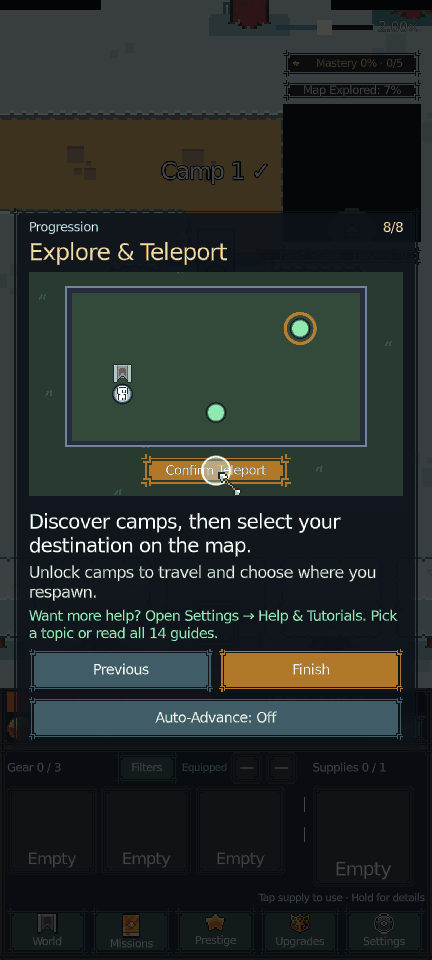 2.00x
Mastery 0% · 0/5
Map Explored: 7%
Camp 1 ✓
Progression
8/8
Explore & Teleport
Confirm Teleport
Discover camps, then select your
destination on the map.
Unlock camps to travel and choose where you
respawn.
Want more help? Open Settings → Help & Tutorials. Pick
a topic or read all 14 guides.
Previous
Finish
Auto-Advance: Off
Gear 0 / 3
Filters
Equipped
Supplies 0 / 1
Empty
Empty
Empty
Empty
Tap supply to use · Hold for details
World
Missions
Prestige
Upgrades
Settings